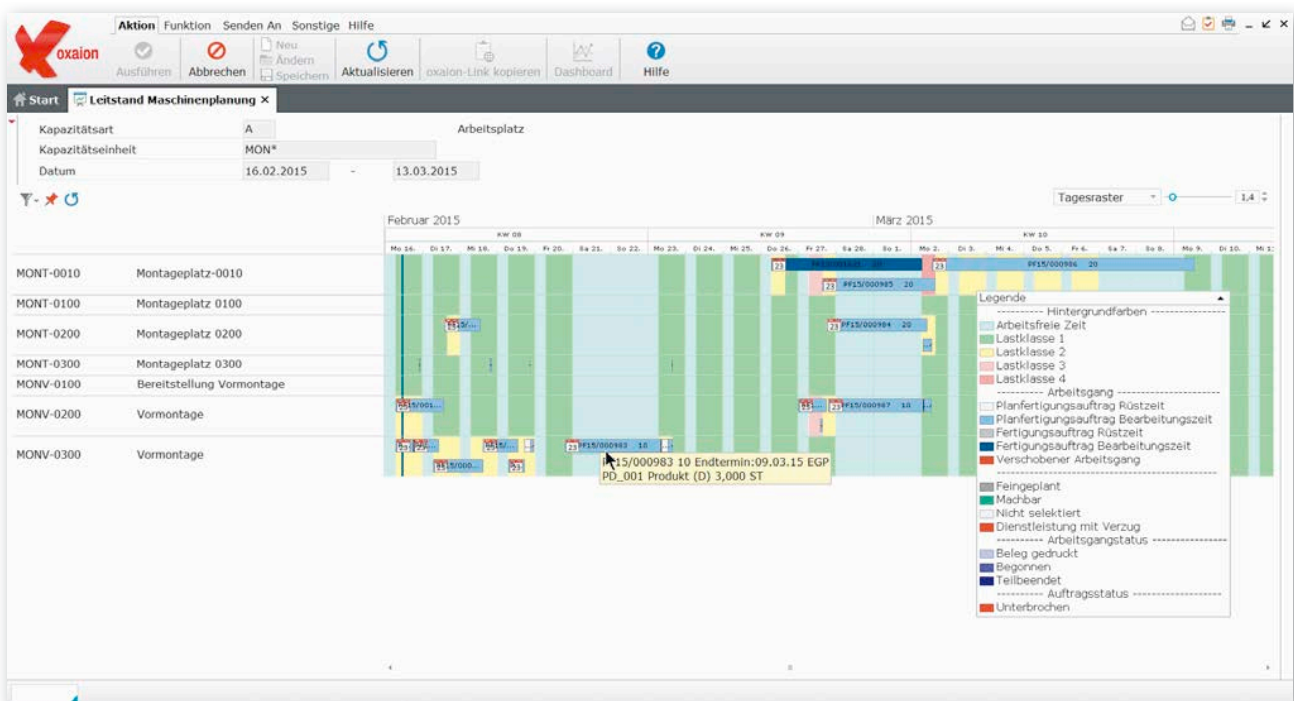 Aktion Funktion Senden An Sonstige Hilfe
oxaion
Ausführen Abbrechen Neu Ändern Speichern Aktualisieren oxaion-Link kopieren Dashboard Hilfe
Start Leitstand Maschinenplanung ×
Kapazitätsart A Arbeitsplatz
Kapazitätseinheit MON*
Datum 16.02.2015 - 13.03.2015
Tagesraster 1,4
Februar 2015 März 2015
KW 08 KW 09 KW 10
Mo 16. Di 17. Mi 18. Do 19. Fr 20. Sa 21. So 22. Mo 23. Di 24. Mi 25. Do 26. Fr 27. Sa 28. So 1. Mo 2. Di 3. Mi 4. Do 5. Fr 6. Sa 7. So 8. Mo 9. Di 10.
MONT-0010 Montageplatz-0010 23 23 PF15/000986 20
23 PF15/000985 20
MONT-0100 Montageplatz 0100
MONT-0200 Montageplatz 0200 23 PF15/000984 20
MONT-0300 Montageplatz 0300
MONV-0100 Bereitstellung Vormontage
MONV-0200 Vormontage 23 PF15/000987 10
MONV-0300 Vormontage 23 PF15/000983 10
15/000983 10 Endtermin:09.03.15 EGP
PD_001 Produkt (D) 3,000 ST
Legende
---------- Hintergrundfarben ----------
Arbeitsfreie Zeit
Lastklasse 1
Lastklasse 2
Lastklasse 3
Lastklasse 4
---------- Arbeitsgang ----------
Planfertigungsauftrag Rüstzeit
Planfertigungsauftrag Bearbeitungszeit
Fertigungsauftrag Rüstzeit
Fertigungsauftrag Bearbeitungszeit
Verschobener Arbeitsgang
Feingeplant
Machbar
Nicht selektiert
Dienstleistung mit Verzug
---------- Arbeitsgangstatus ----------
Beleg gedruckt
Begonnen
Teilbeendet
---------- Auftragsstatus ----------
Unterbrochen